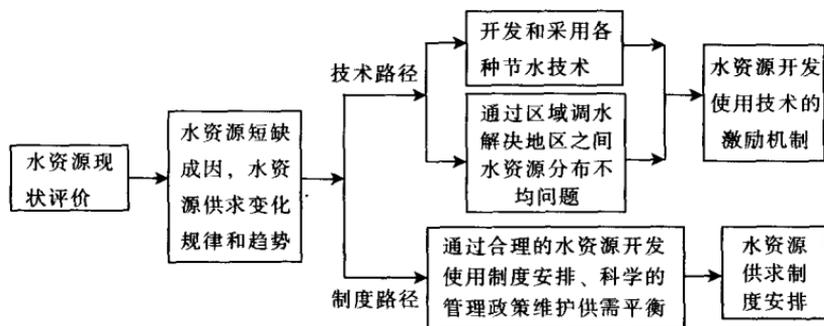 水资源现
状评价
水资源短缺
成因，水资
源供求变化
规律和趋势
技术路径
开发和采用各
种节水技术
通过区域调水
解决地区之间
水资源分布不
均问题
水资源开发
使用技术的
激励机制
制度路径
通过合理的水资源开发
使用制度安排、科学的
管理政策维护供需平衡
水资源
供求制
度安排